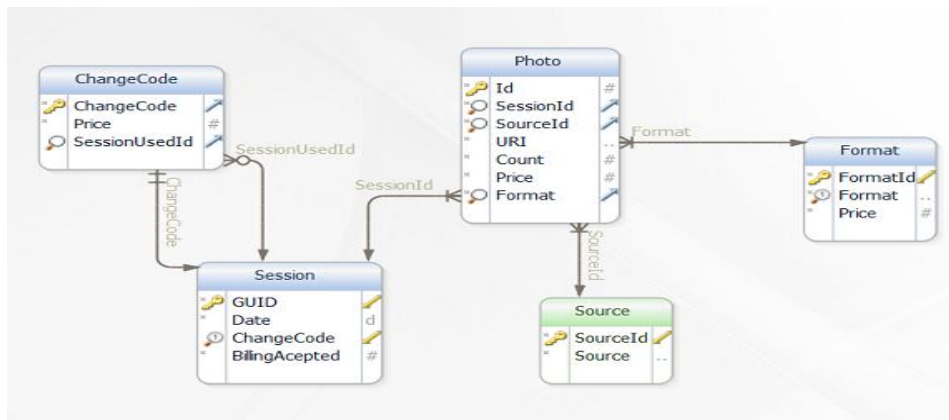 ChangeCode
ChangeCode
Price #
SessionUsedId
SessionUsedId
ChangeCode
Photo
Id #
SessionId
SourceId
URI ..
Count #
Price #
Format
Format
SessionId
SourceId
Format
FormatId
Format ..
Price #
Session
GUID
Date d
ChangeCode
BillingAcepted #
Source
SourceId
Source ..